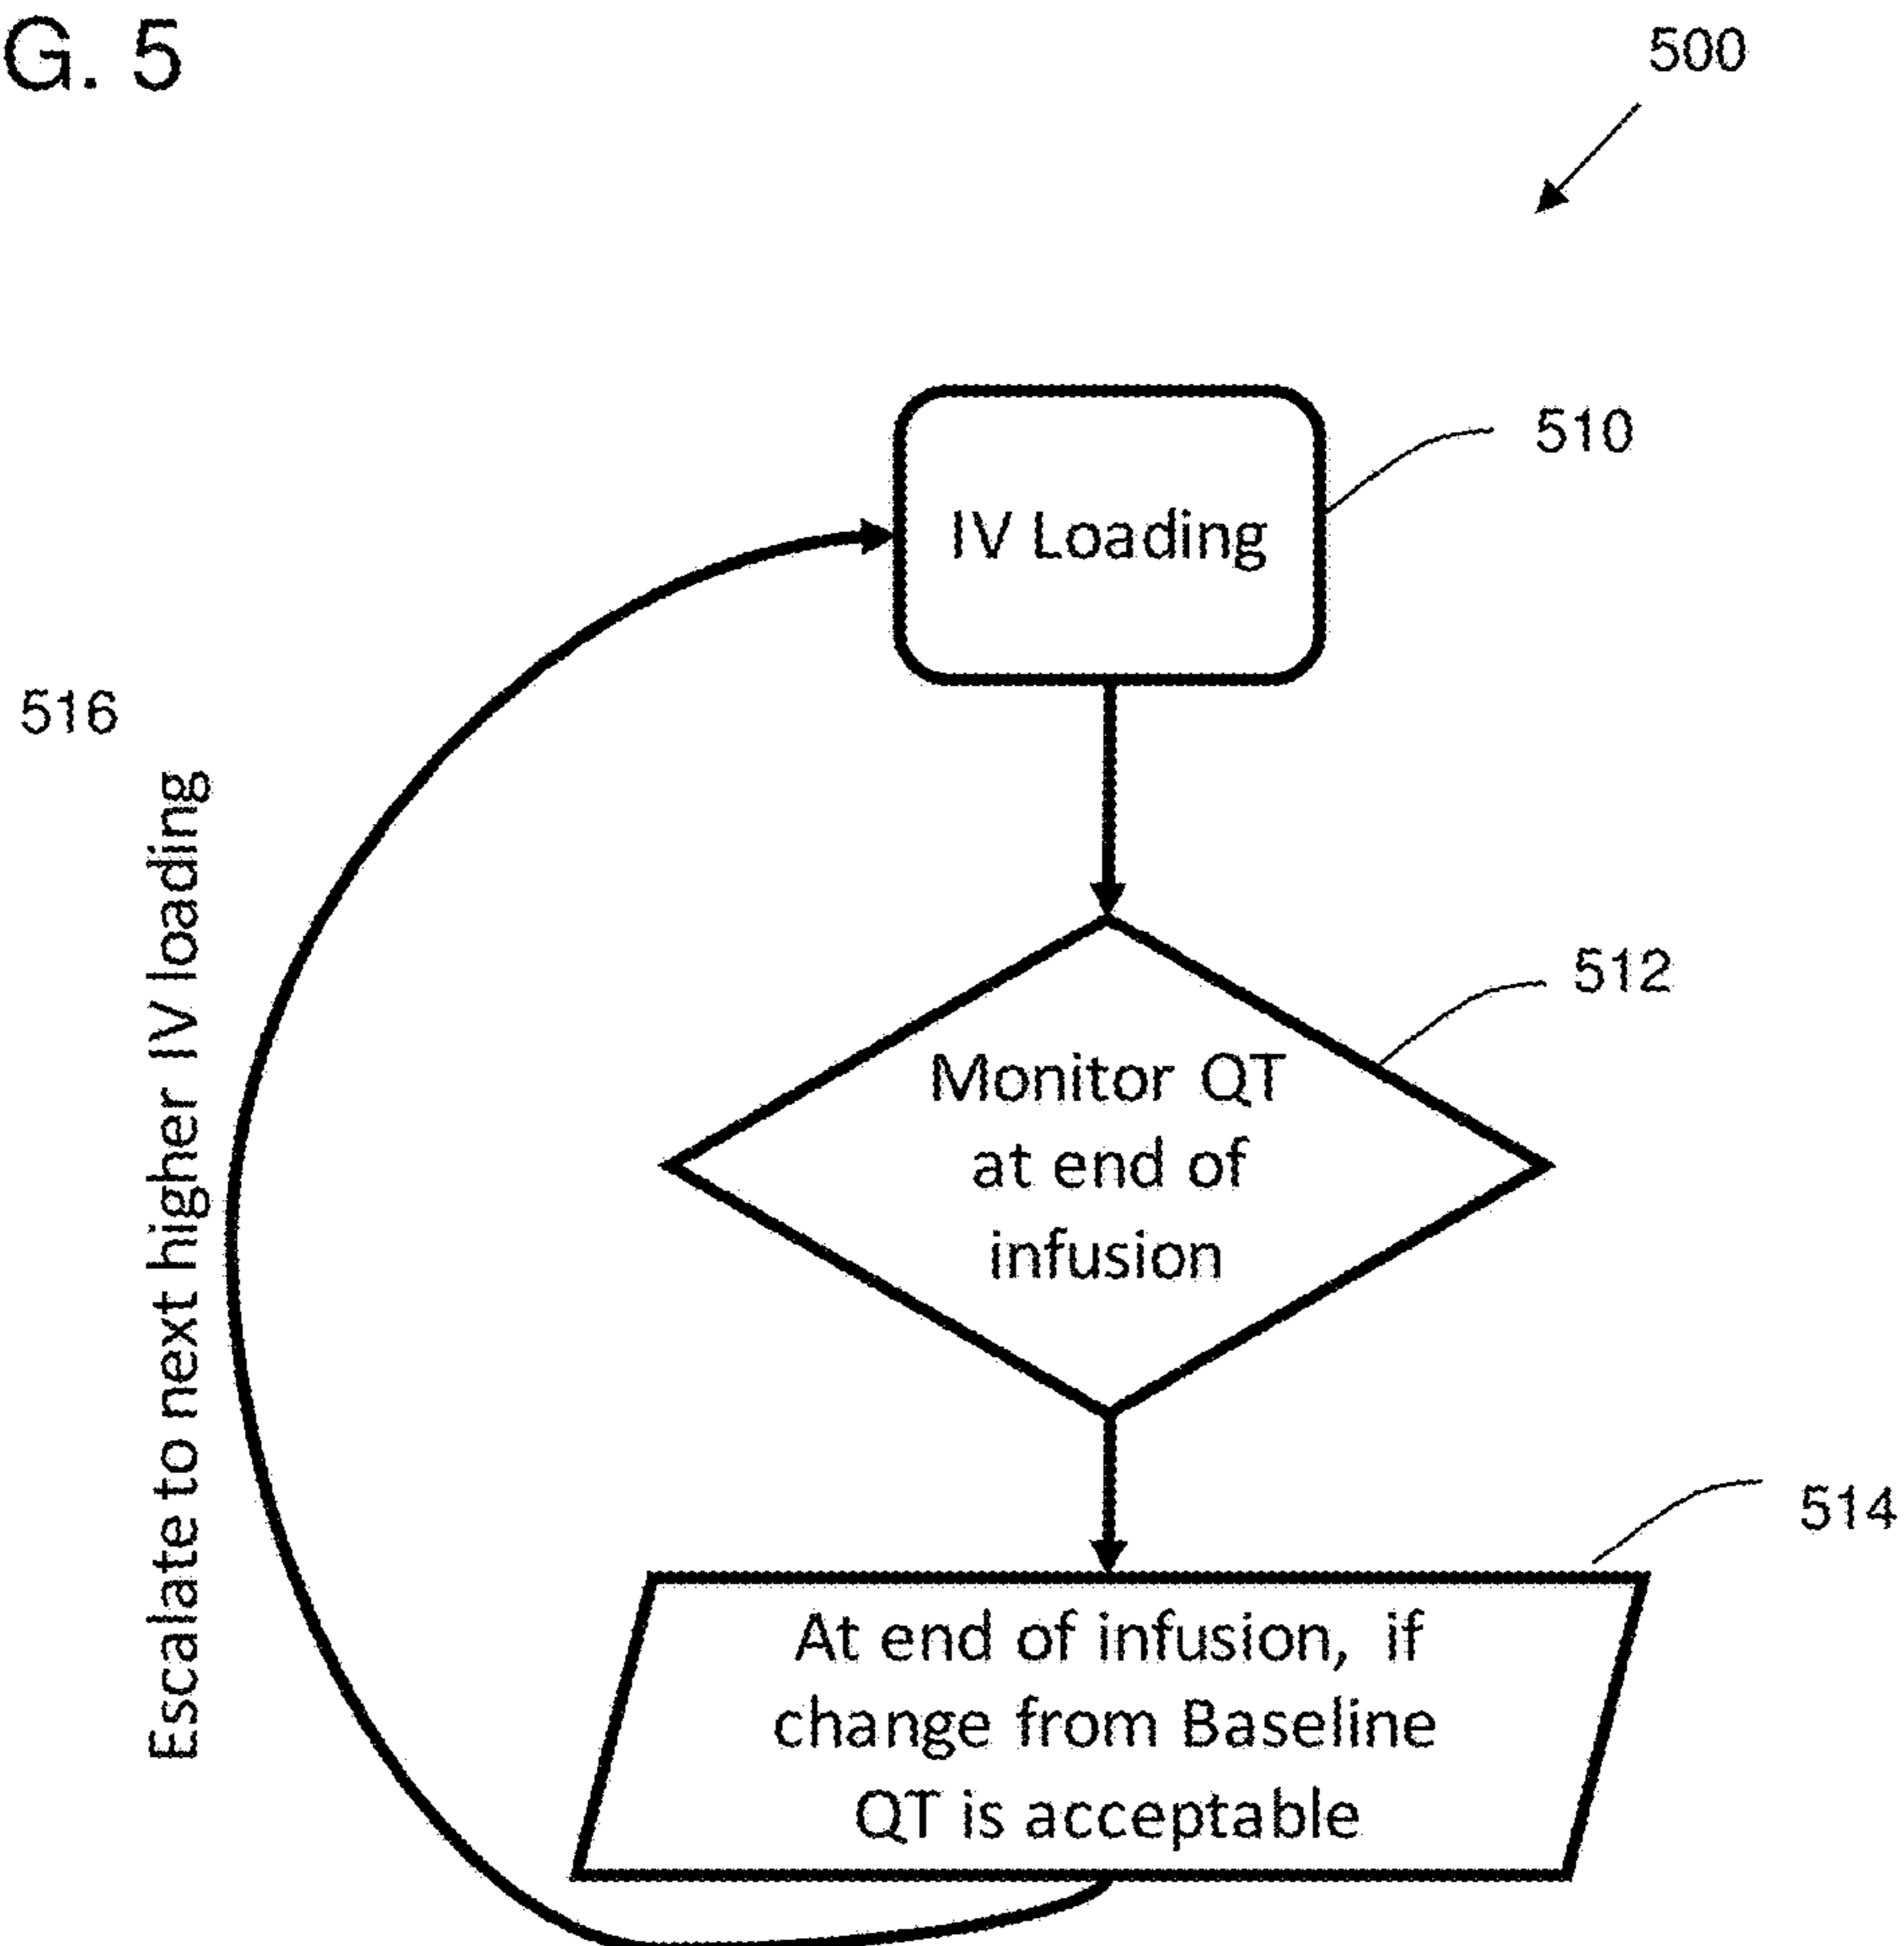 G. 5
500
510
IV Loading
516
Escalate to next higher IV loading
512
Monitor QT
at end of
infusion
514
At end of infusion, if
change from Baseline
QT is acceptable